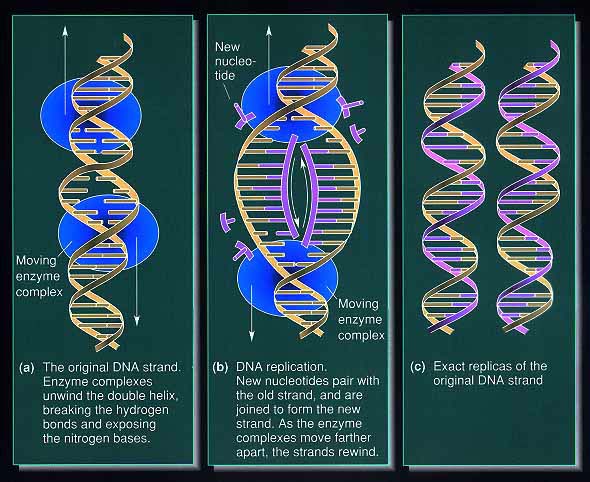 Moving
enzyme
complex
(a) The original DNA strand.
Enzyme complexes
unwind the double helix,
breaking the hydrogen
bonds and exposing
the nitrogen bases.
New
nucleo-
tide
Moving
enzyme
complex
(b) DNA replication.
New nucleotides pair with
the old strand, and are
joined to form the new
strand. As the enzyme
complexes move farther
apart, the strands rewind.
(c) Exact replicas of the
original DNA strand